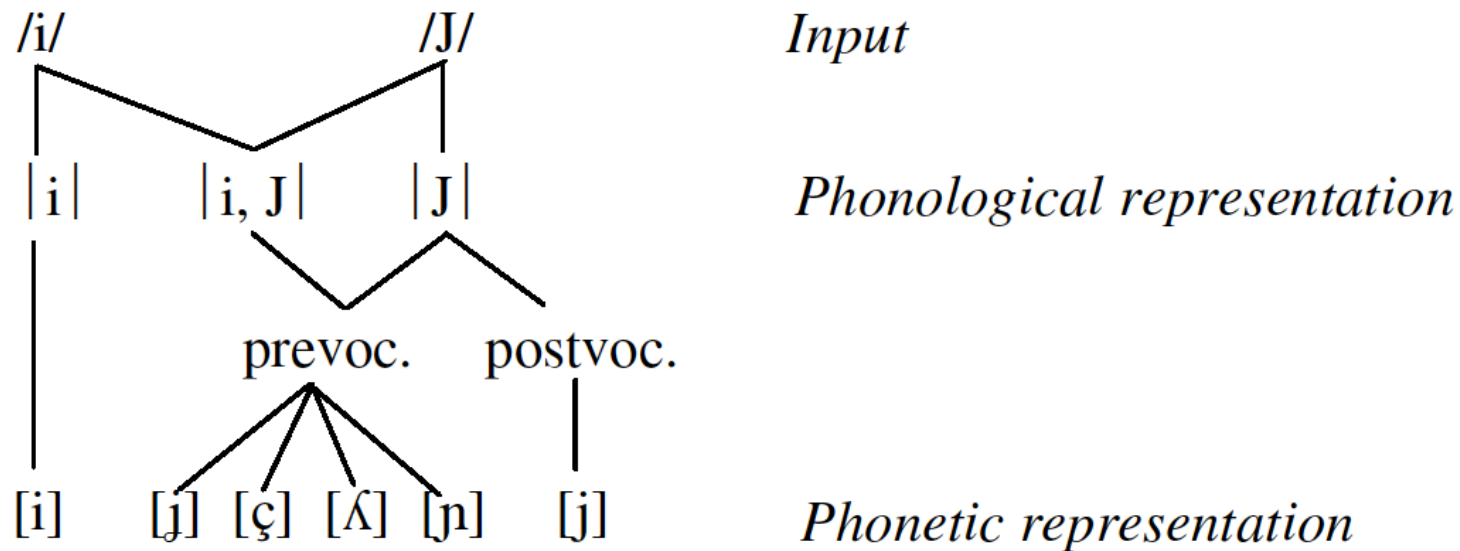 /i/ /J/ Input
|i| |i, J| |J| Phonological representation
prevoc. postvoc.
[i] [ʝ] [ç] [ʎ] [ɲ] [j] Phonetic representation